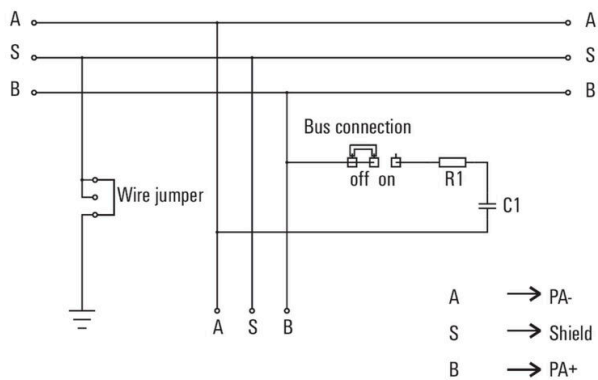 A A
S S
B B
Bus connection
off on R1
Wire jumper
C1
A S B
A PA-
S Shield
B PA+